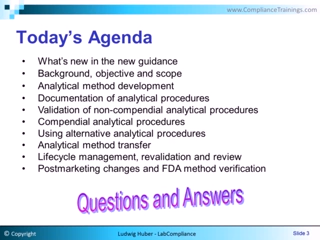 www.ComplianceTrainings.com
Today's Agenda
• What's new in the new guidance
• Background, objective and scope
• Analytical method development
• Documentation of analytical procedures
• Validation of non-compendial analytical procedures
• Compendial analytical procedures
• Using alternative analytical procedures
• Analytical method transfer
• Lifecycle management, revalidation and review
• Postmarketing changes and FDA method verification
Questions and Answers
© Copyright Ludwig Huber - LabCompliance Slide 3